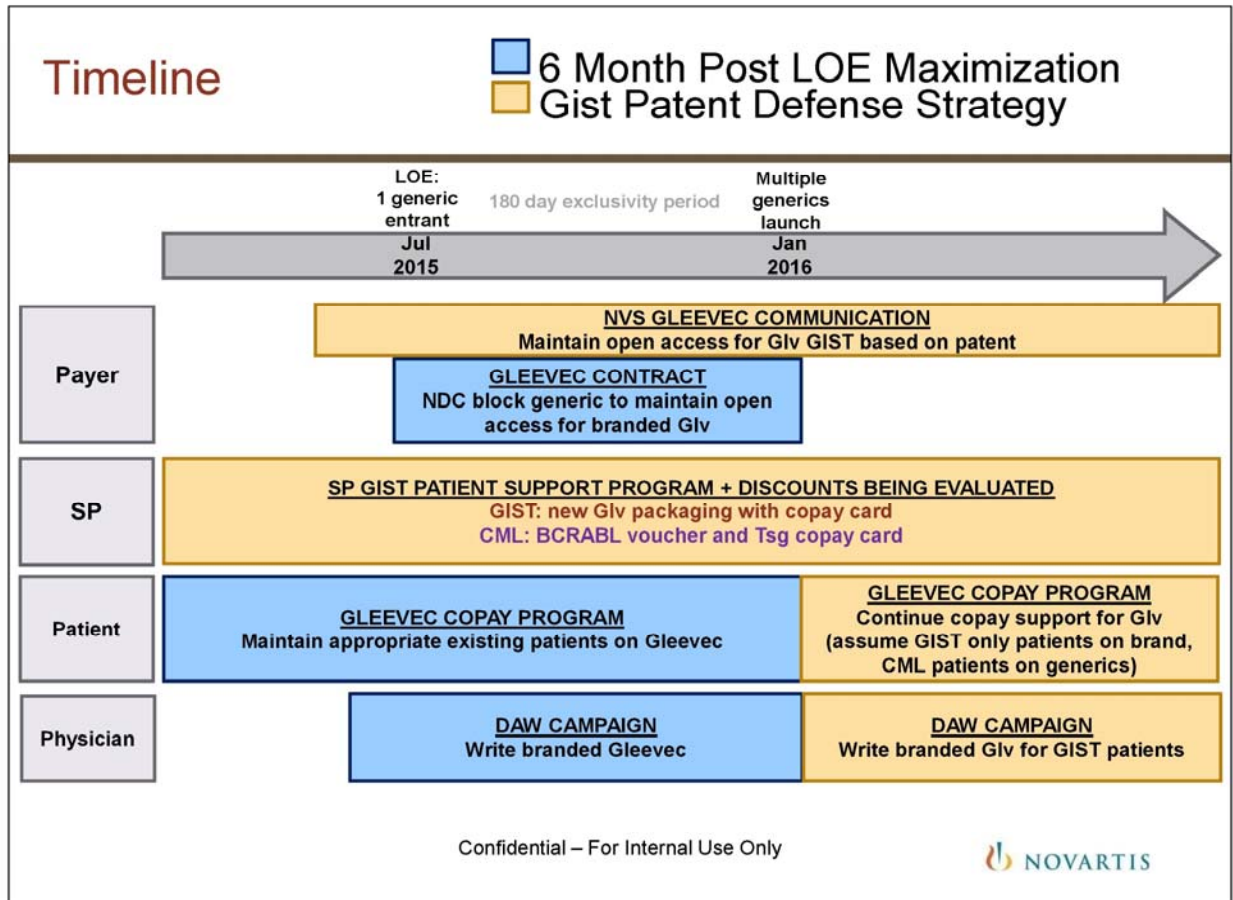 Timeline
6 Month Post LOE Maximization
Gist Patent Defense Strategy
LOE:
1 generic
entrant
180 day exclusivity period
Multiple
generics
launch
Jul
2015
Jan
2016
Payer
NVS GLEEVEC COMMUNICATION
Maintain open access for Glv GIST based on patent
GLEEVEC CONTRACT
NDC block generic to maintain open
access for branded Glv
SP
SP GIST PATIENT SUPPORT PROGRAM + DISCOUNTS BEING EVALUATED
GIST: new Glv packaging with copay card
CML: BCRABL voucher and Tsg copay card
Patient
GLEEVEC COPAY PROGRAM
Maintain appropriate existing patients on Gleevec
GLEEVEC COPAY PROGRAM
Continue copay support for Glv
(assume GIST only patients on brand,
CML patients on generics)
Physician
DAW CAMPAIGN
Write branded Gleevec
DAW CAMPAIGN
Write branded Glv for GIST patients
Confidential – For Internal Use Only
NOVARTIS